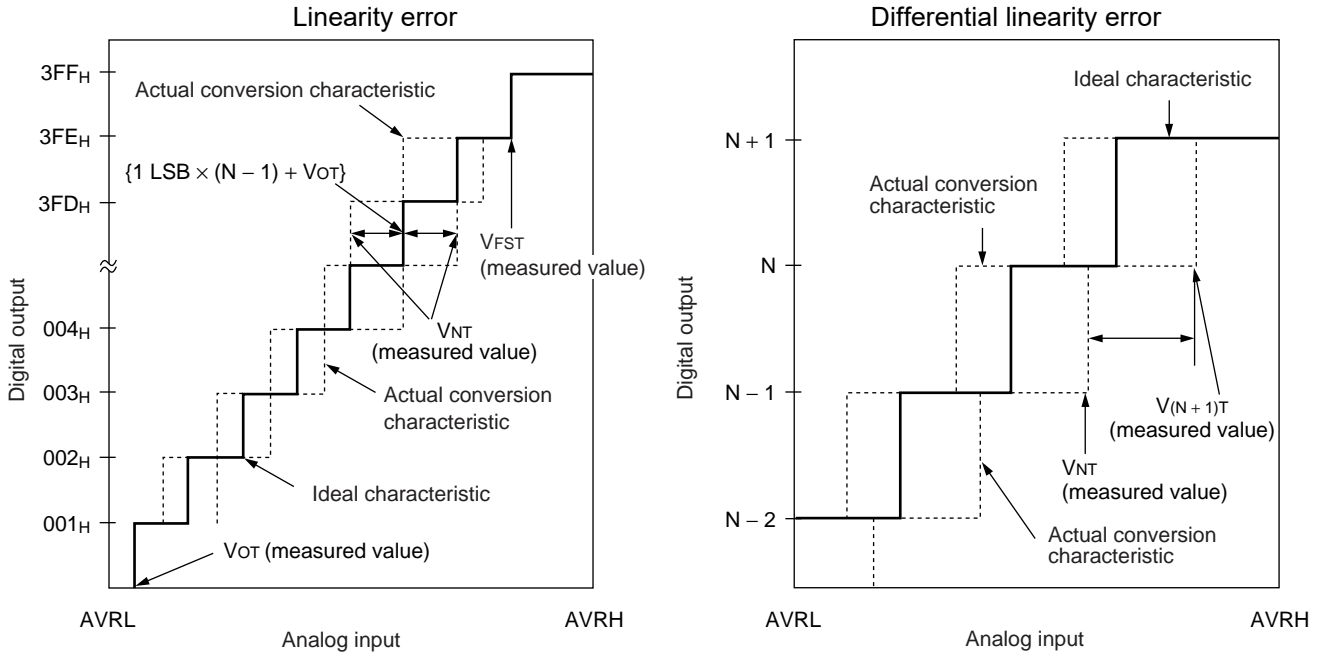 Linearity error
3FFH
Actual conversion characteristic
3FEH
{1 LSB × (N − 1) + VOT}
3FDH
VFST
(measured value)
004H
VNT
(measured value)
003H
Actual conversion
characteristic
002H
Ideal characteristic
001H
VOT (measured value)
Digital output
AVRL
AVRH
Analog input
Differential linearity error
Ideal characteristic
N + 1
Actual conversion
characteristic
N
N − 1
V(N + 1)T
(measured value)
VNT
(measured value)
N − 2
Actual conversion
characteristic
Digital output
AVRL
AVRH
Analog input